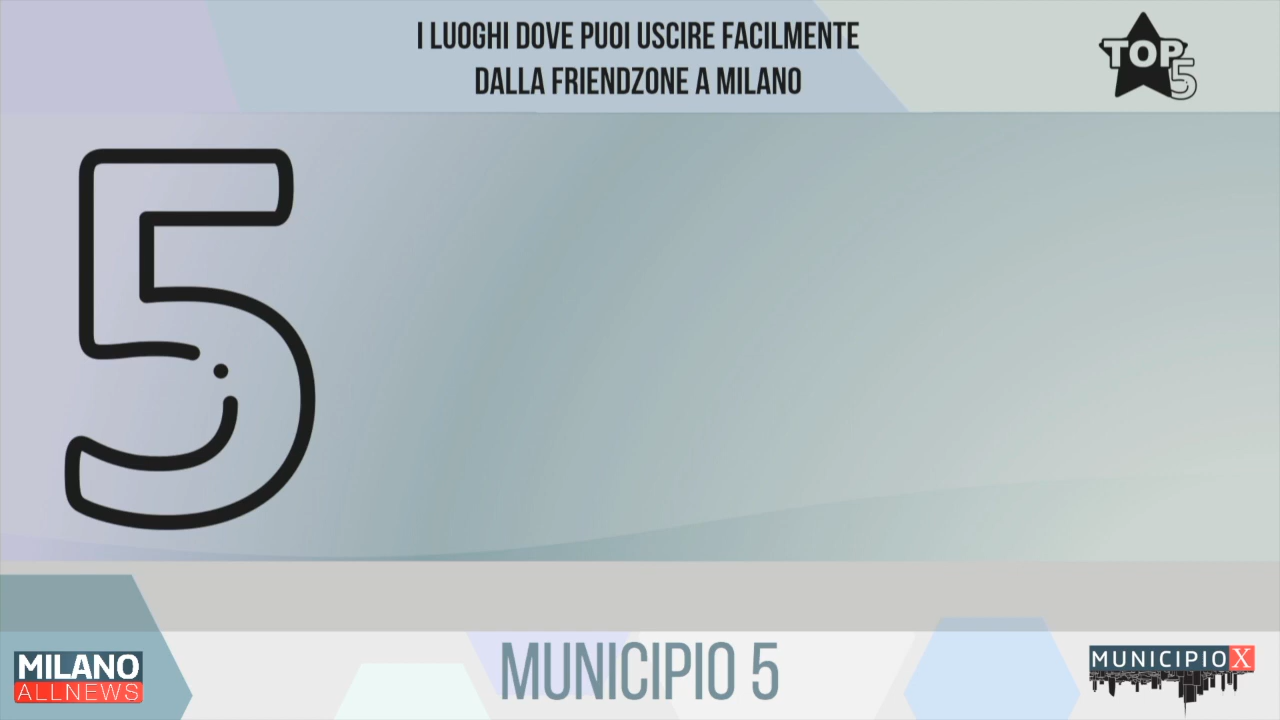 I LUOGHI DOVE PUOI USCIRE FACILMENTE
DALLA FRIENDZONE A MILANO
TOP
5
5
MUNICIPIO 5
MILANO
ALLNEWS
MUNICIPIO X